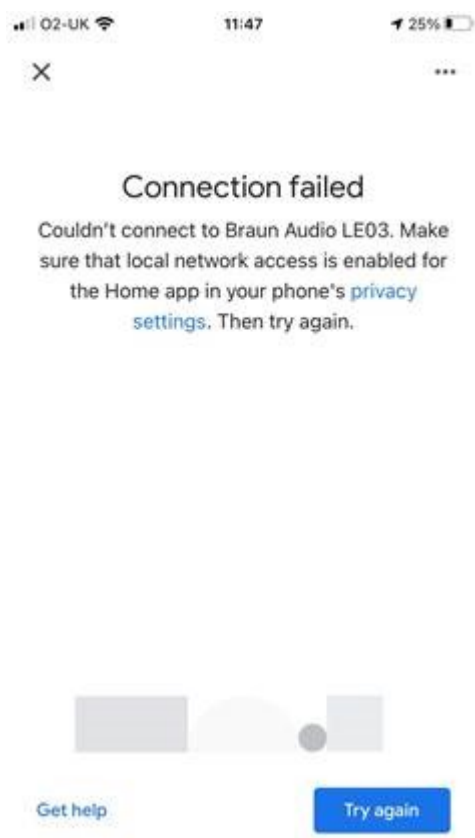 O2-UK 11:47 25%
Connection failed
Couldn't connect to Braun Audio LE03. Make
sure that local network access is enabled for
the Home app in your phone's privacy
settings. Then try again.
Get help Try again